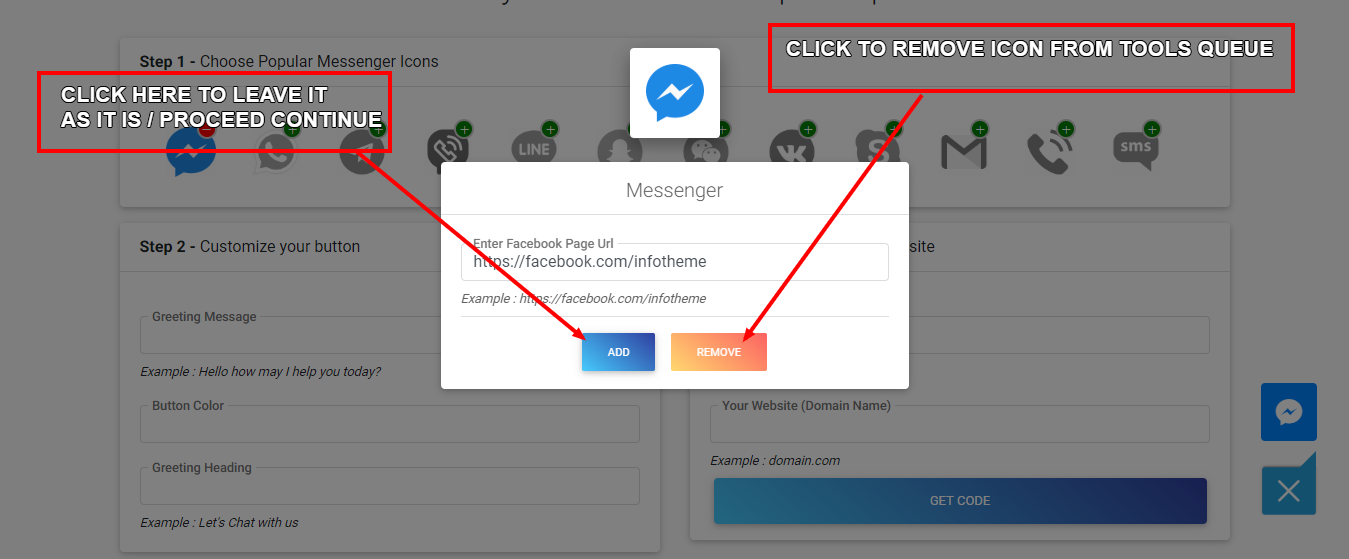 Step 1 - Choose Popular Messenger Icons
CLICK TO REMOVE ICON FROM TOOLS QUEUE
CLICK HERE TO LEAVE IT
AS IT IS / PROCEED CONTINUE
LINE
sms
Messenger
Step 2 - Customize your button
site
Enter Facebook Page Url
https://facebook.com/infotheme
Example : https://facebook.com/infotheme
Greeting Message
ADD
REMOVE
Example : Hello how may I help you today?
Button Color
Your Website (Domain Name)
Example : domain.com
Greeting Heading
GET CODE
Example : Let's Chat with us